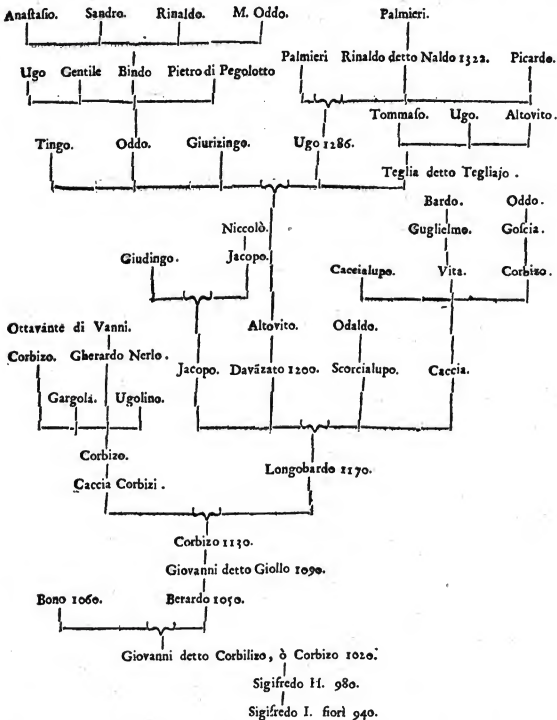 Anaſtaſio. Sandro. Rinaldo. M. Oddo. Palmieri.
Palmieri Rinaldo detto Naldo 1322. Picardo.
Ugo Gentile Bindo Pietro di Pegolotto
Tommaſo. Ugo. Altovito.
Tingo. Oddo. Giurizingo. Ugo 1286.
Teglia detto Tegliajo.
Bardo. Oddo.
Niccolò. Guglielmo. Goſcia.
Giudingo. Jacopo. Caccialupo. Vita. Corbizo.
Ottavante di Vanni. Altovito. Odaldo.
Corbizo. Gherardo Nerlo. Jacopo. Davãzato 1200. Scorcialupo. Caccia.
Gargola. Ugolino.
Corbizo.
Longobardo 1170.
Caccia Corbizi.
Corbizo 1130.
Giovanni detto Giollo 1090.
Bono 1060. Berardo 1050.
Giovanni detto Corbilizo, ò Corbizo 1020.
Sigifredo II. 980.
Sigifredo I. fiorì 940.